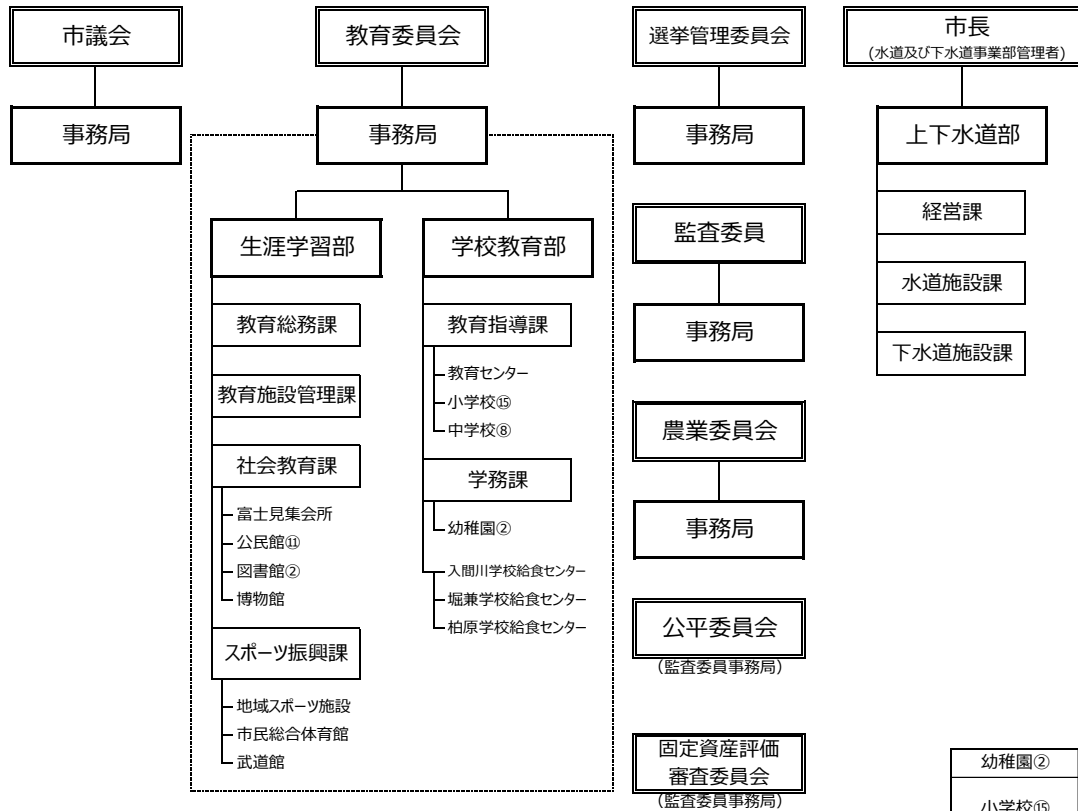 市議会
事務局
教育委員会
事務局
生涯学習部
教育総務課
教育施設管理課
社会教育課
富士見集会所
公民館⑪
図書館②
博物館
スポーツ振興課
地域スポーツ施設
市民総合体育館
武道館
学校教育部
教育指導課
教育センター
小学校⑮
中学校⑧
学務課
幼稚園②
入間川学校給食センター
堀兼学校給食センター
柏原学校給食センター
選挙管理委員会
事務局
監査委員
事務局
農業委員会
事務局
公平委員会
(監査委員事務局)
固定資産評価
審査委員会
(監査委員事務局)
市長
(水道及び下水道事業部管理者)
上下水道部
経営課
水道施設課
下水道施設課
幼稚園②
小学校⑮